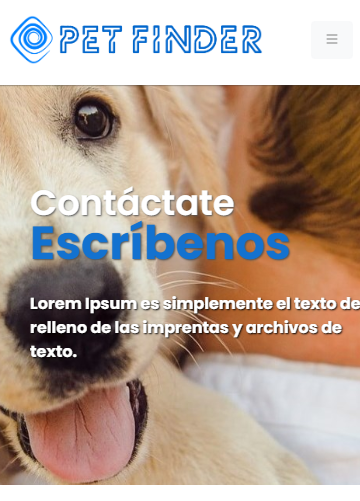 PET FINDER
Contáctate
Escríbenos
Lorem Ipsum es simplemente el texto de
relleno de las imprentas y archivos de
texto.